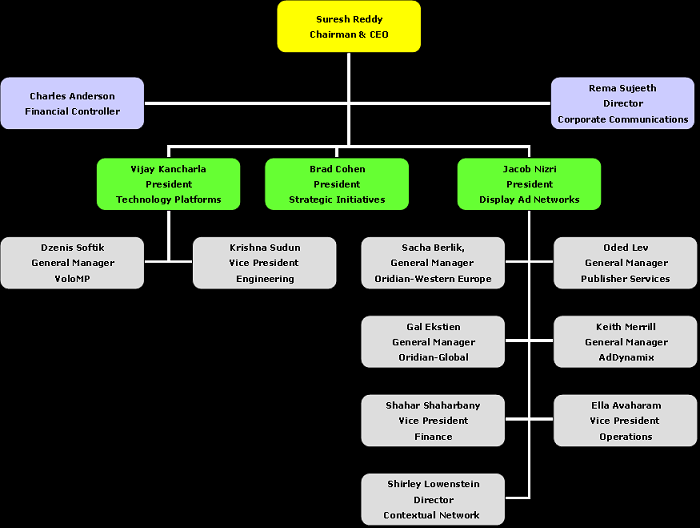 Suresh Reddy
Chairman & CEO
Charles Anderson
Financial Controller
Rema Sujeeth
Director
Corporate Communications
Vijay Kancharla
President
Technology Platforms
Brad Cohen
President
Strategic Initiatives
Jacob Nizri
President
Display Ad Networks
Dzenis Softik
General Manager
VoloMP
Krishna Sudun
Vice President
Engineering
Sacha Berlik,
General Manager
Oridian-Western Europe
Oded Lev
General Manager
Publisher Services
Gal Ekstien
General Manager
Oridian-Global
Keith Merrill
General Manager
AdDynamix
Shahar Shaharbany
Vice President
Finance
Ella Avaharam
Vice President
Operations
Shirley Lowenstein
Director
Contextual Network